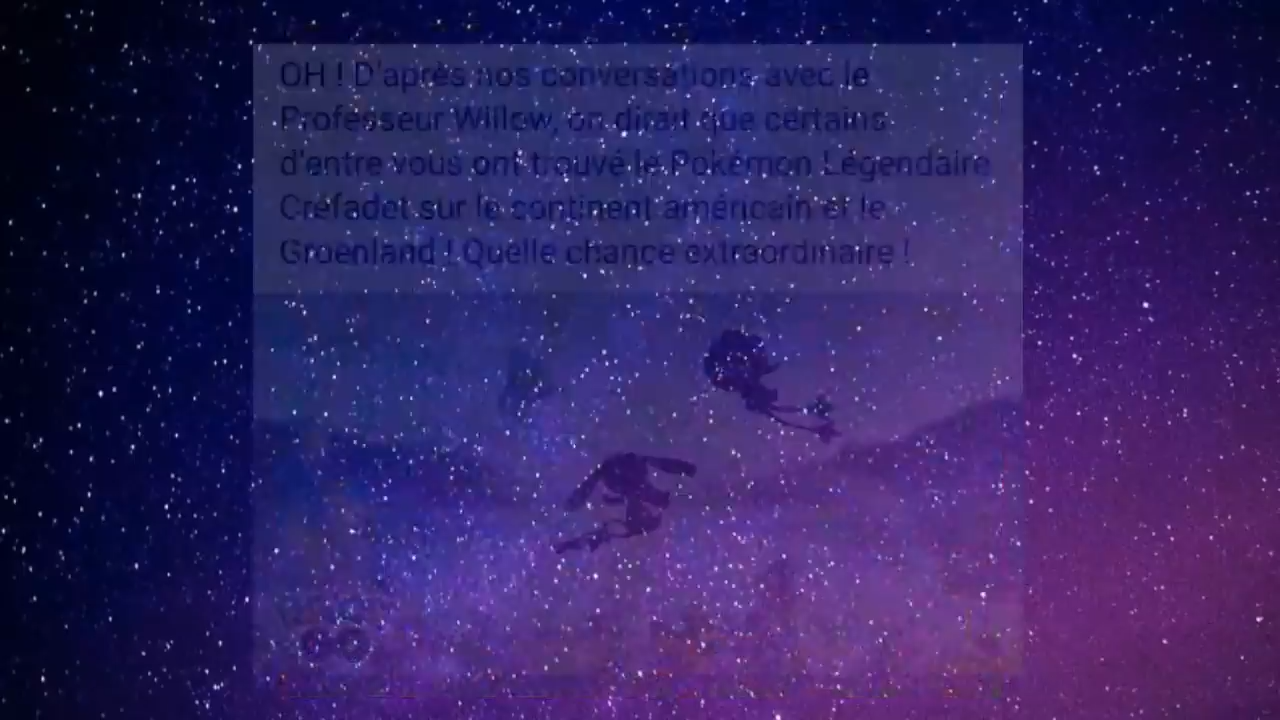 OH ! D'après nos conversations avec le
Professeur Willow, on dirait que certains
d'entre vous ont trouvé le Pokémon Légendaire
Créfadet sur le continent américain et le
Groenland ! Quelle chance extraordinaire !